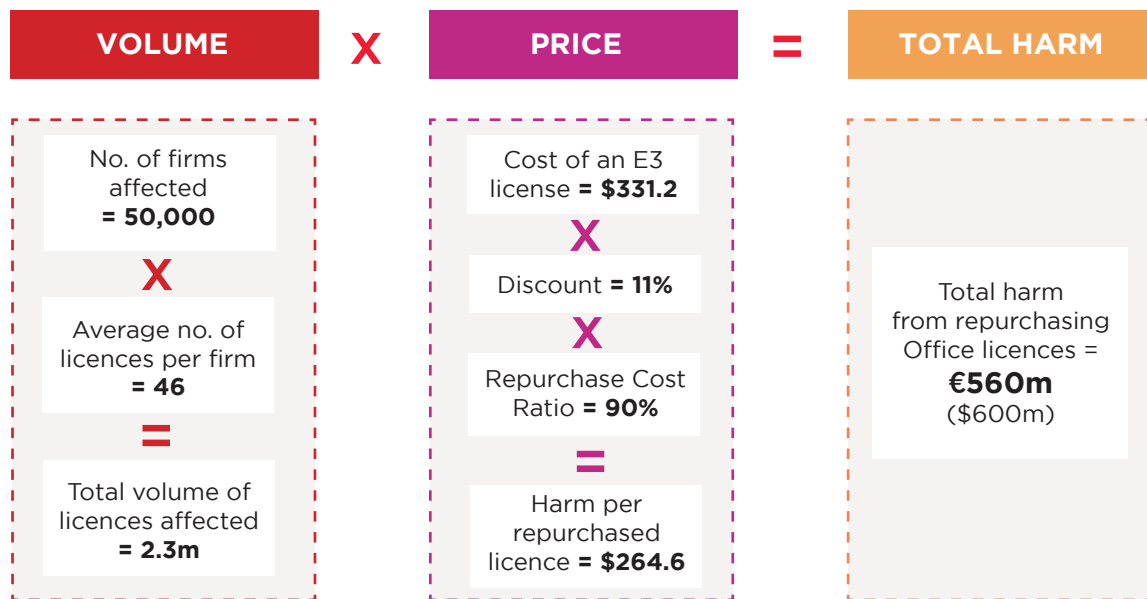 VOLUME
X
PRICE
=
TOTAL HARM
No. of firms
affected
= 50,000
X
Average no. of
licences per firm
= 46
=
Total volume of
licences affected
= 2.3m
Cost of an E3
license = $331.2
X
Discount = 11%
X
Repurchase Cost
Ratio = 90%
=
Harm per
repurchased
licence = $264.6
Total harm
from repurchasing
Office licences =
€560m
($600m)